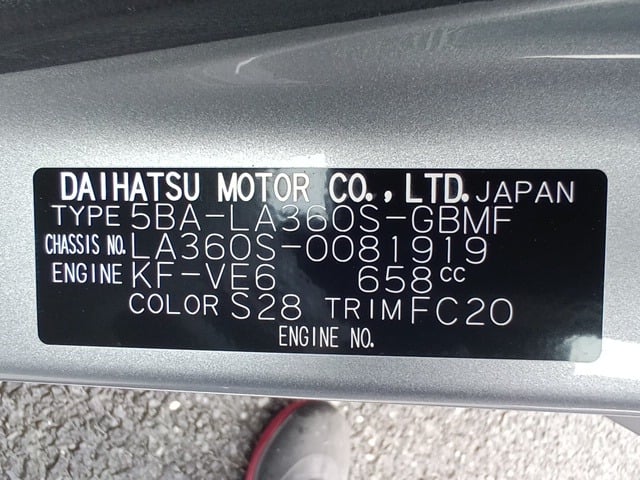 DAIHATSU MOTOR CO., LTD. JAPAN
TYPE 5BA-LA360S-GBMF
CHASSIS NO. LA360S-0081919
ENGINE KF-VE6 658cc
COLOR S28 TRIM FC20
ENGINE NO.